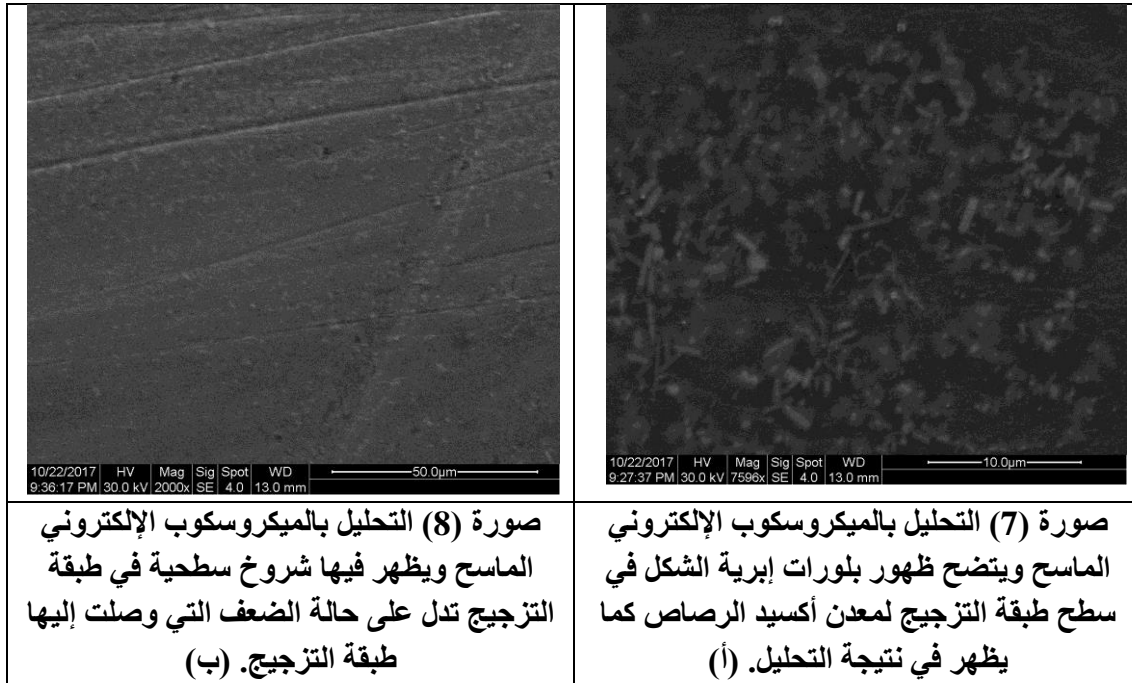 10/22/2017 HV Mag Sig Spot WD 10.0µm
9:27:37 PM 30.0 kV 7596x SE 4.0 13.0 mm
صورة (7) التحليل بالميكروسكوب الإلكتروني
الماسح ويتضح ظهور بلورات إبرية الشكل في
سطح طبقة التزجيج لمعدن أكسيد الرصاص كما
يظهر في نتيجة التحليل. (أ)
10/22/2017 HV Mag Sig Spot WD 50.0µm
9:36:17 PM 30.0 kV 2000x SE 4.0 13.0 mm
صورة (8) التحليل بالميكروسكوب الإلكتروني
الماسح ويظهر فيها شروخ سطحية في طبقة
التزجيج تدل على حالة الضعف التي وصلت إليها
طبقة التزجيج. (ب)